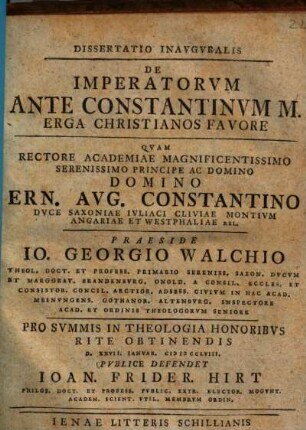 DISSERTATIO INAVGVRALIS
DE
IMPERATORVM
ANTE CONSTANTINVM M.
ERGA CHRISTIANOS FAVORE
QVAM
RECTORE ACADEMIAE MAGNIFICENTISSIMO
SERENISSIMO PRINCIPE AC DOMINO
DOMINO
ERN. AVG. CONSTANTINO
DVCE SAXONIAE IVLIACI CLIVIAE MONTIVM
ANGARIAE ET WESTPHALIAE REL.
PRAESIDE
IO. GEORGIO WALCHIO
THEOL. DOCT. ET PROFESS. PRIMARIO SERENISS. SAXON. DVCVM
ET MARGGRAV. BRANDENBVRG. ONOLD. A CONSIL. ECCLES. ET
CONSISTOR. CONCIL. ARCTIOR. ADSESS. CIVIVM IN HAC ACAD.
MEINVNGENS. GOTHANOR. ALTENBVRG. INSPECTORE
ACAD. ET ORDINIS THEOLOGORVM SENIORE
PRO SVMMIS IN THEOLOGIA HONORIBVS
RITE OBTINENDIS
D. XXVII. IANVAR. CIↃIↃCCLVIII.
PVBLICE DEFENDET
IOAN. FRIDER. HIRT
PHILOS. DOCT. ET PROFESS. PVBLIC. EXTR. ELECTOR. MOGVNT.
ACADEM. SCIENT. VTIL. MEMBRVM ORDIN.
IENAE LITTERIS SCHILLIANIS